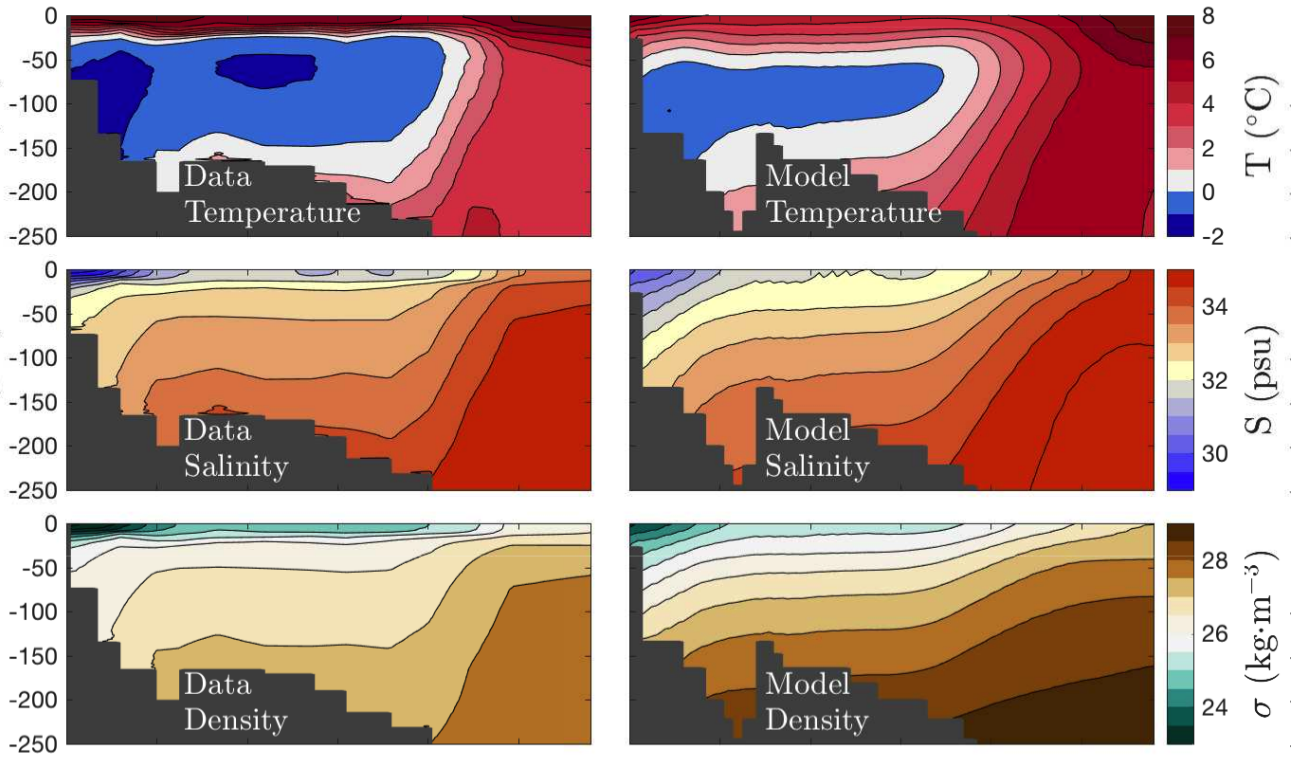 0
-50
-100
-150
-200
-250
Data
Temperature
Model
Temperature
8
6
4
2
0
-2
T (°C)
0
-50
-100
-150
-200
-250
Data
Salinity
Model
Salinity
34
32
30
S (psu)
0
-50
-100
-150
-200
-250
Data
Density
Model
Density
28
26
24
σ (kg·m⁻³)